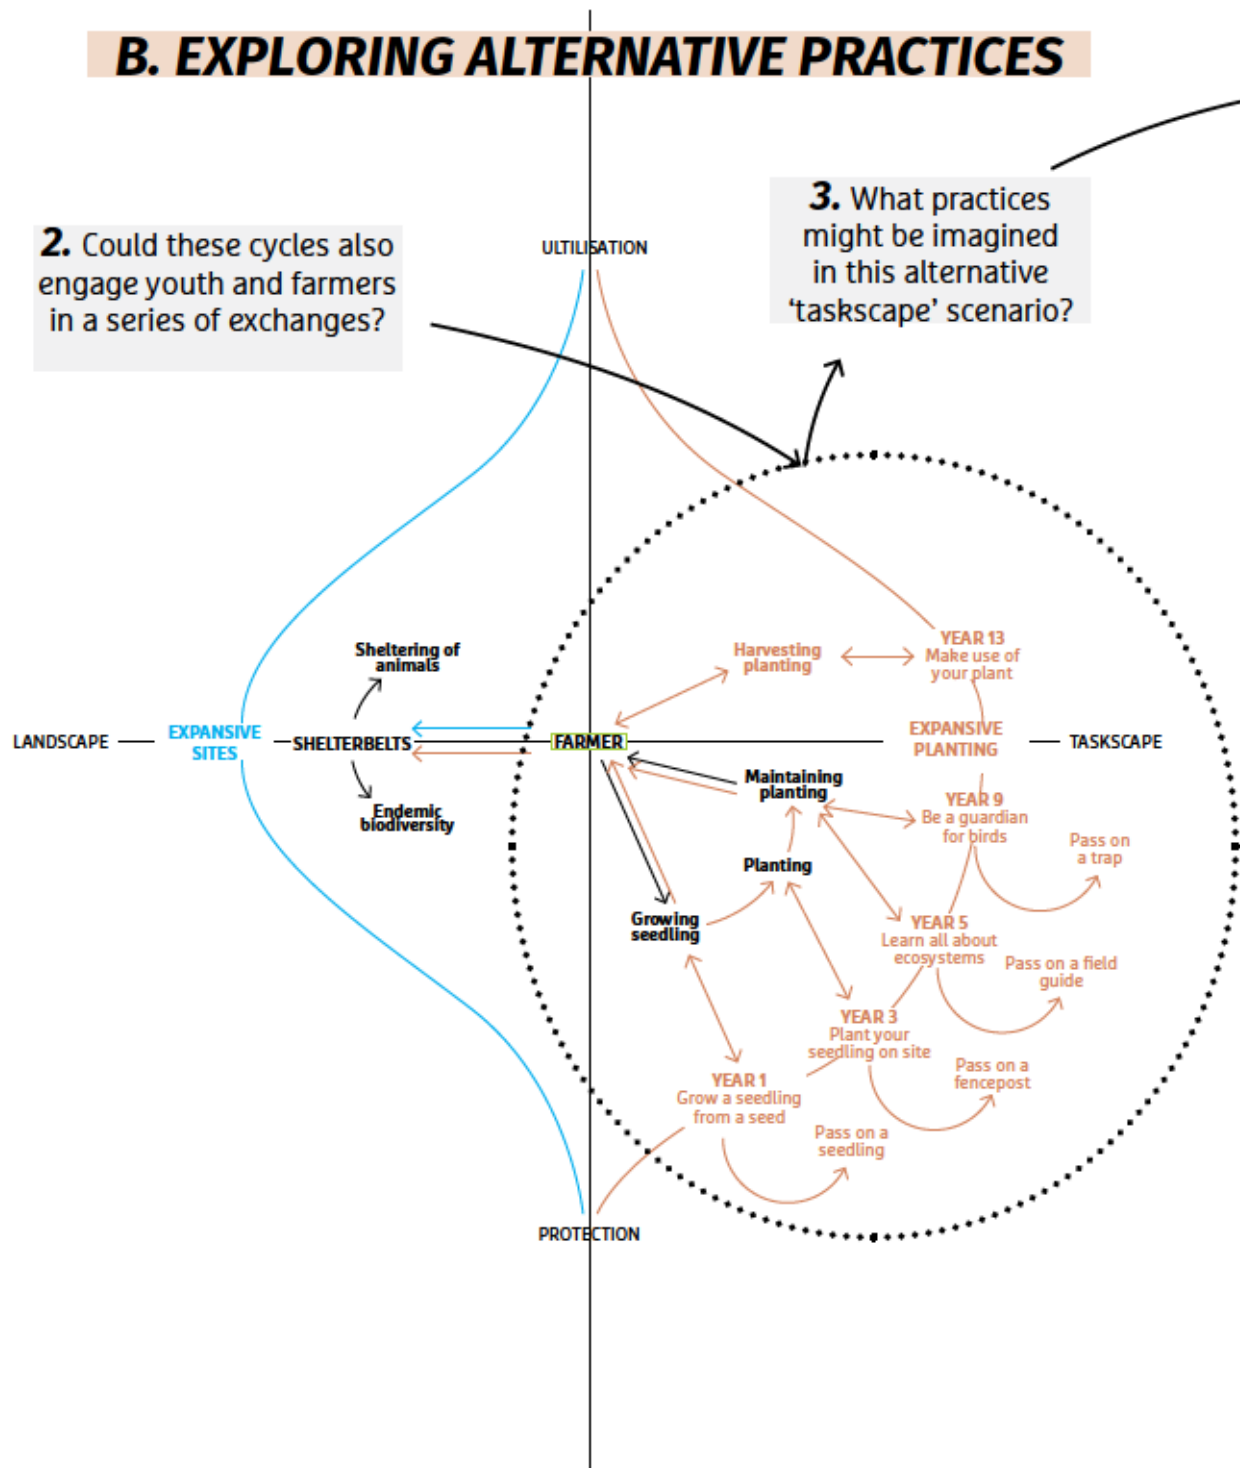 B. EXPLORING ALTERNATIVE PRACTICES
2. Could these cycles also
engage youth and farmers
in a series of exchanges?
3. What practices
might be imagined
in this alternative
‘taskscape’ scenario?
ULTILISATION
YEAR 13
Make use of
your plant
Harvesting
planting
Sheltering of
animals
LANDSCAPE
EXPANSIVE
SITES
SHELTERBELTS
FARMER
EXPANSIVE
PLANTING
TASKSCAPE
Endemic
biodiversity
Maintaining
planting
YEAR 9
Be a guardian
for birds
Pass on
a trap
Planting
Growing
seedling
YEAR 5
Learn all about
ecosystems
Pass on a field
guide
YEAR 3
Plant your
seedling on site
Pass on a
fencepost
YEAR 1
Grow a seedling
from a seed
Pass on a
seedling
PROTECTION